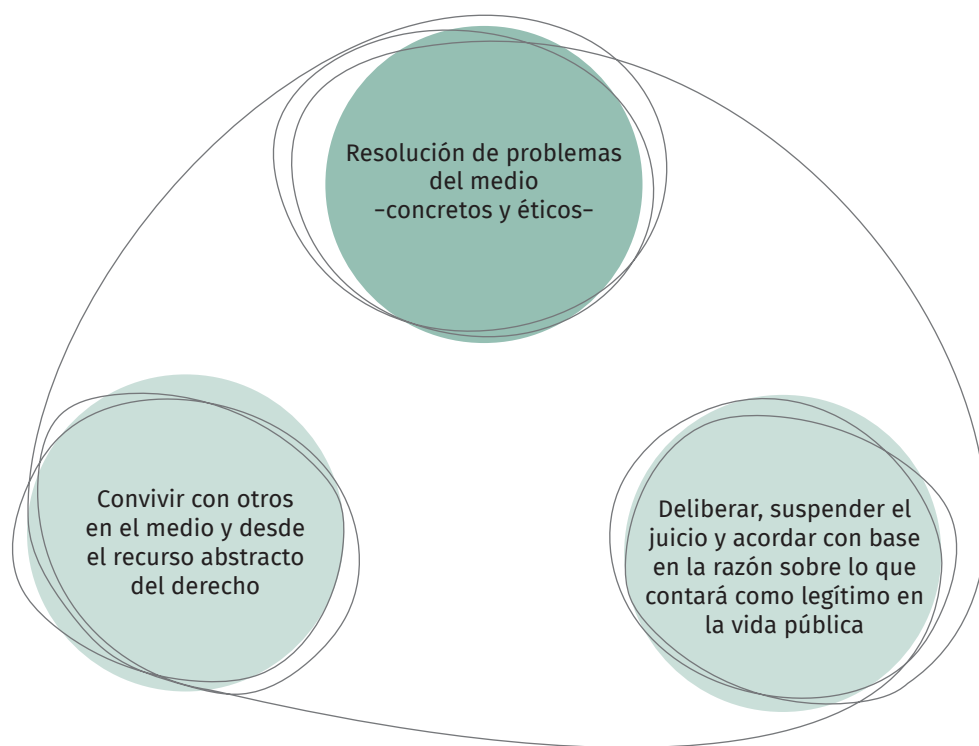 Resolución de problemas
del medio
–concretos y éticos–
Convivir con otros
en el medio y desde
el recurso abstracto
del derecho
Deliberar, suspender el
juicio y acordar con base
en la razón sobre lo que
contará como legítimo en
la vida pública